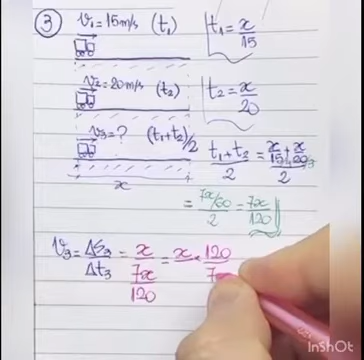 ③ v₁=15m/s (t₁) t₁=x/15
v₂=20m/s (t₂) t₂=x/20
v₃=? (t₁+t₂)/2 (t₁+t₂)/2 = (x/15+x/20)/2
x
= (7x/60)/2 = 7x/120
v₃=ΔS₃/Δt₃ = x/(7x/120) = x × 120/7
InShOt